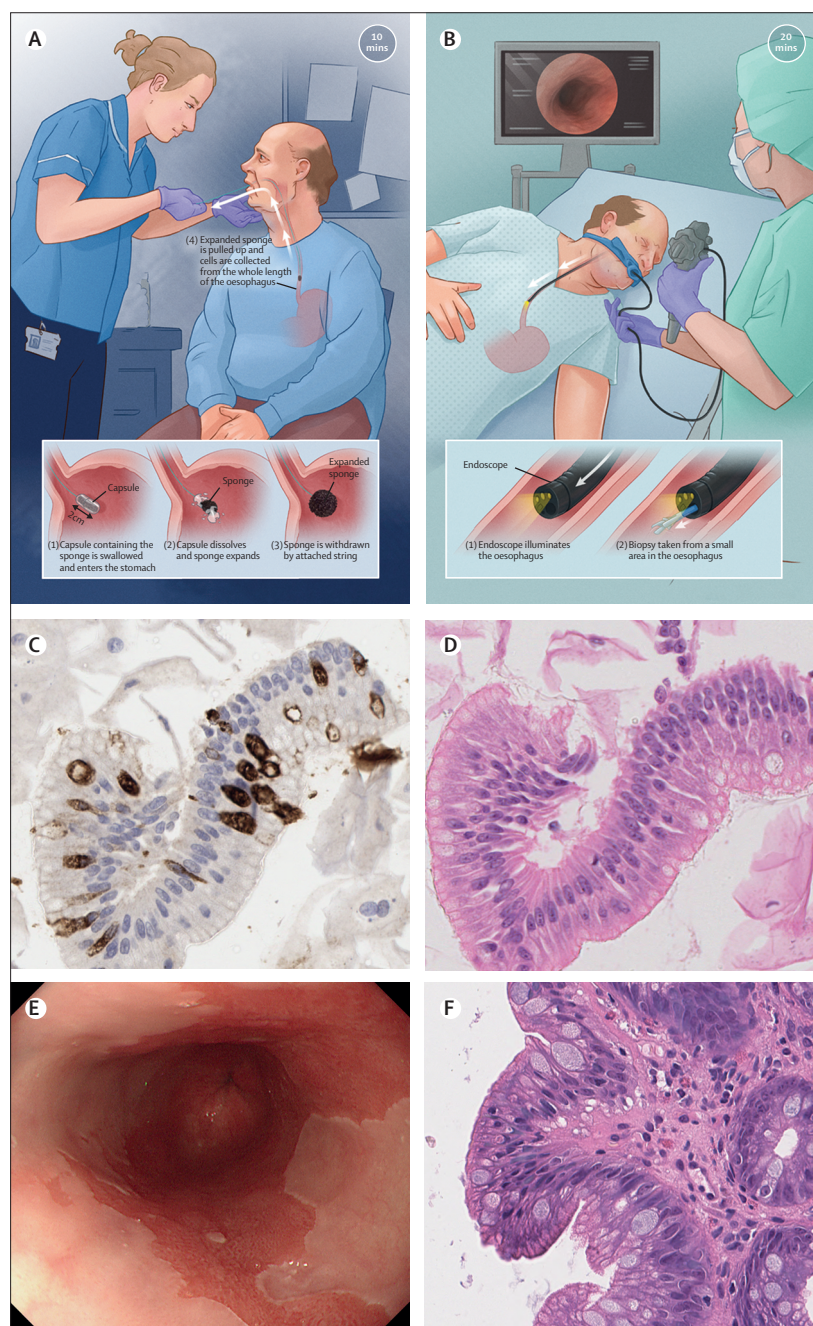 A
10
mins
(4) Expanded sponge
is pulled up and
cells are collected
from the whole length
of the oesophagus
Capsule
2cm
Sponge
Expanded
sponge
(1) Capsule containing the
sponge is swallowed
and enters the stomach
(2) Capsule dissolves
and sponge expands
(3) Sponge is withdrawn
by attached string
B
20
mins
Endoscope
(1) Endoscope illuminates
the oesophagus
(2) Biopsy taken from a small
area in the oesophagus
C
D
E
F